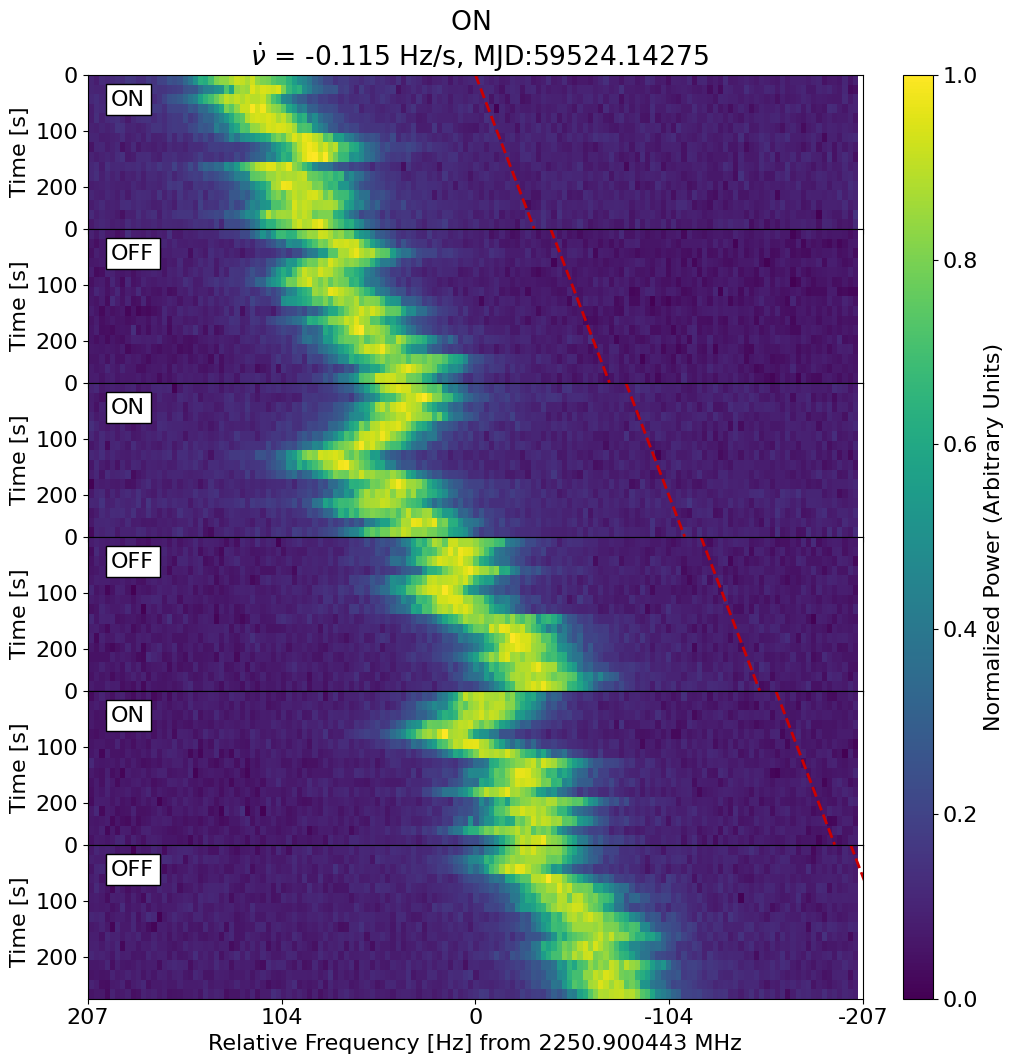 ON
ν̇ = -0.115 Hz/s, MJD:59524.14275
0
ON
100
200
Time [s]
0
OFF
100
200
Time [s]
0
ON
100
200
Time [s]
0
OFF
100
200
Time [s]
0
ON
100
200
Time [s]
0
OFF
100
200
Time [s]
207 104 0 -104 -207
Relative Frequency [Hz] from 2250.900443 MHz
1.0
0.8
0.6
0.4
0.2
0.0
Normalized Power (Arbitrary Units)